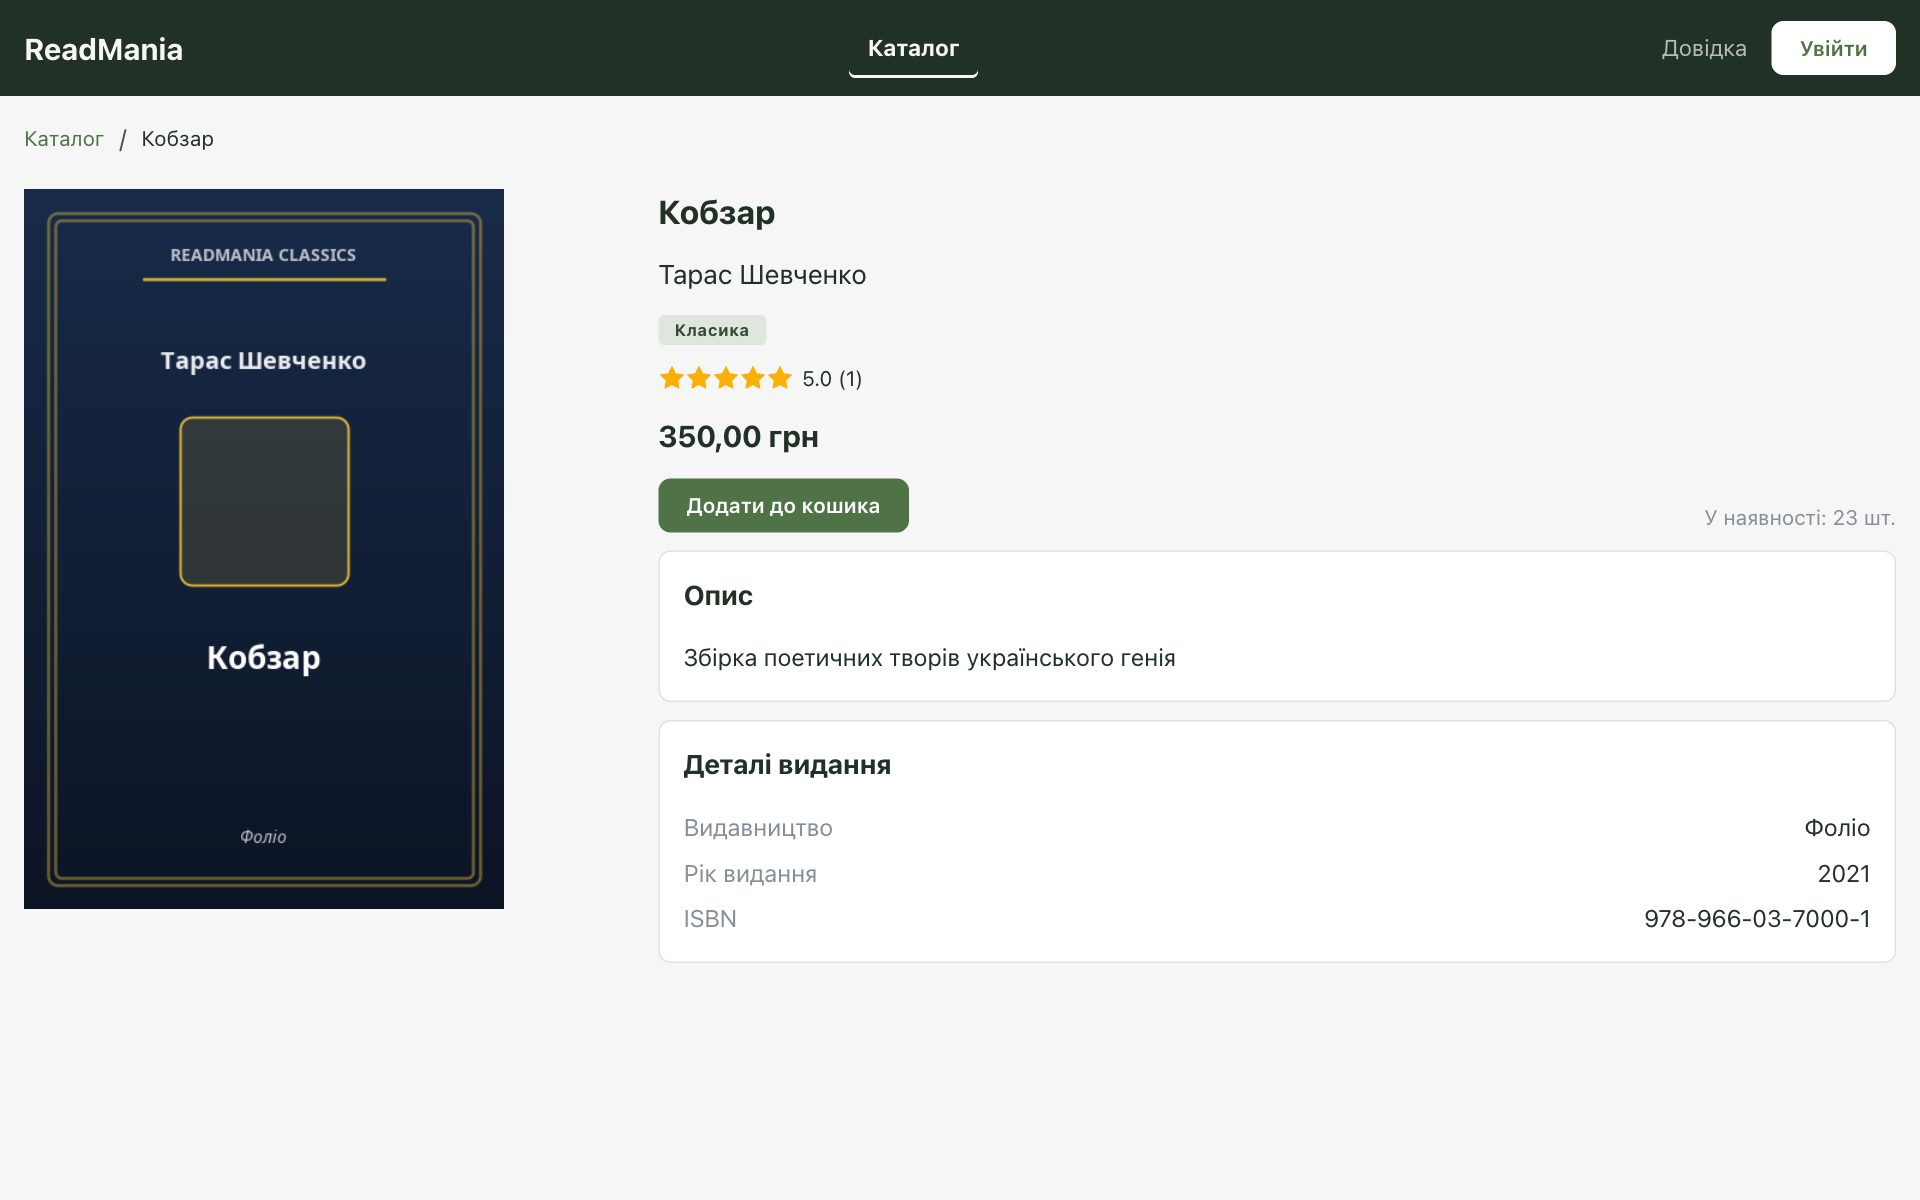 ReadMania
Каталог
Довідка
Увійти
Каталог / Кобзар
READMANIA CLASSICS
Тарас Шевченко
Кобзар
Фоліо
Кобзар
Тарас Шевченко
Класика
5.0 (1)
350,00 грн
Додати до кошика
У наявності: 23 шт.
Опис
Збірка поетичних творів українського генія
Деталі видання
Видавництво Фоліо
Рік видання 2021
ISBN 978-966-03-7000-1